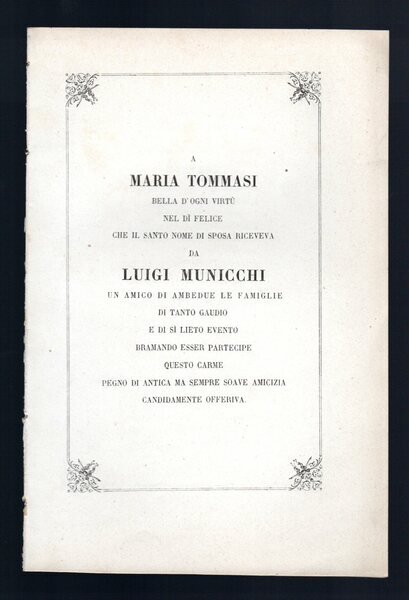 A
MARIA TOMMASI
BELLA D'OGNI VIRTÙ
NEL DÌ FELICE
CHE IL SANTO NOME DI SPOSA RICEVEVA
DA
LUIGI MUNICCHI
UN AMICO DI AMBEDUE LE FAMIGLIE
DI TANTO GAUDIO
E DI SÌ LIETO EVENTO
BRAMANDO ESSER PARTECIPE
QUESTO CARME
PEGNO DI ANTICA MA SEMPRE SOAVE AMICIZIA
CANDIDAMENTE OFFERIVA.